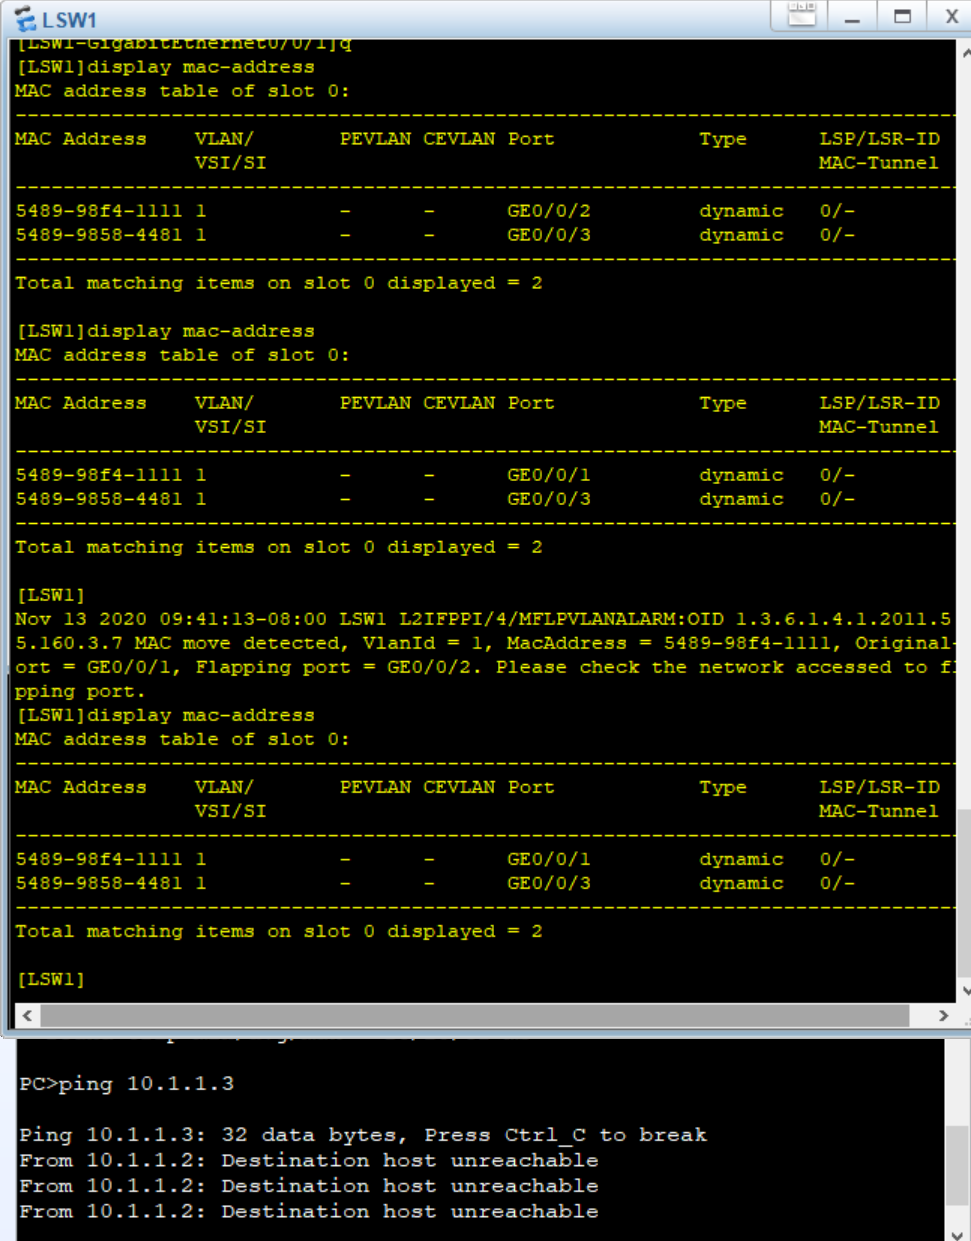 LSW1
[LSW1-GigabitEthernet0/0/1]q
[LSW1]display mac-address
MAC address table of slot 0:
-------------------------------------------------------------------------------
MAC Address    VLAN/       PEVLAN CEVLAN Port            Type      LSP/LSR-ID
               VSI/SI                                              MAC-Tunnel
-------------------------------------------------------------------------------
5489-98f4-1111 1           -      -      GE0/0/2         dynamic   0/-
5489-9858-4481 1           -      -      GE0/0/3         dynamic   0/-
-------------------------------------------------------------------------------
Total matching items on slot 0 displayed = 2
[LSW1]display mac-address
MAC address table of slot 0:
-------------------------------------------------------------------------------
MAC Address    VLAN/       PEVLAN CEVLAN Port            Type      LSP/LSR-ID
               VSI/SI                                              MAC-Tunnel
-------------------------------------------------------------------------------
5489-98f4-1111 1           -      -      GE0/0/1         dynamic   0/-
5489-9858-4481 1           -      -      GE0/0/3         dynamic   0/-
-------------------------------------------------------------------------------
Total matching items on slot 0 displayed = 2
[LSW1]
Nov 13 2020 09:41:13-08:00 LSW1 L2IFPPI/4/MFLPVLANALARM:OID 1.3.6.1.4.1.2011.5
5.160.3.7 MAC move detected, VlanId = 1, MacAddress = 5489-98f4-1111, Original-
ort = GE0/0/1, Flapping port = GE0/0/2. Please check the network accessed to fl
pping port.
[LSW1]display mac-address
MAC address table of slot 0:
-------------------------------------------------------------------------------
MAC Address    VLAN/       PEVLAN CEVLAN Port            Type      LSP/LSR-ID
               VSI/SI                                              MAC-Tunnel
-------------------------------------------------------------------------------
5489-98f4-1111 1           -      -      GE0/0/1         dynamic   0/-
5489-9858-4481 1           -      -      GE0/0/3         dynamic   0/-
-------------------------------------------------------------------------------
Total matching items on slot 0 displayed = 2
[LSW1]
PC>ping 10.1.1.3
Ping 10.1.1.3: 32 data bytes, Press Ctrl_C to break
From 10.1.1.2: Destination host unreachable
From 10.1.1.2: Destination host unreachable
From 10.1.1.2: Destination host unreachable